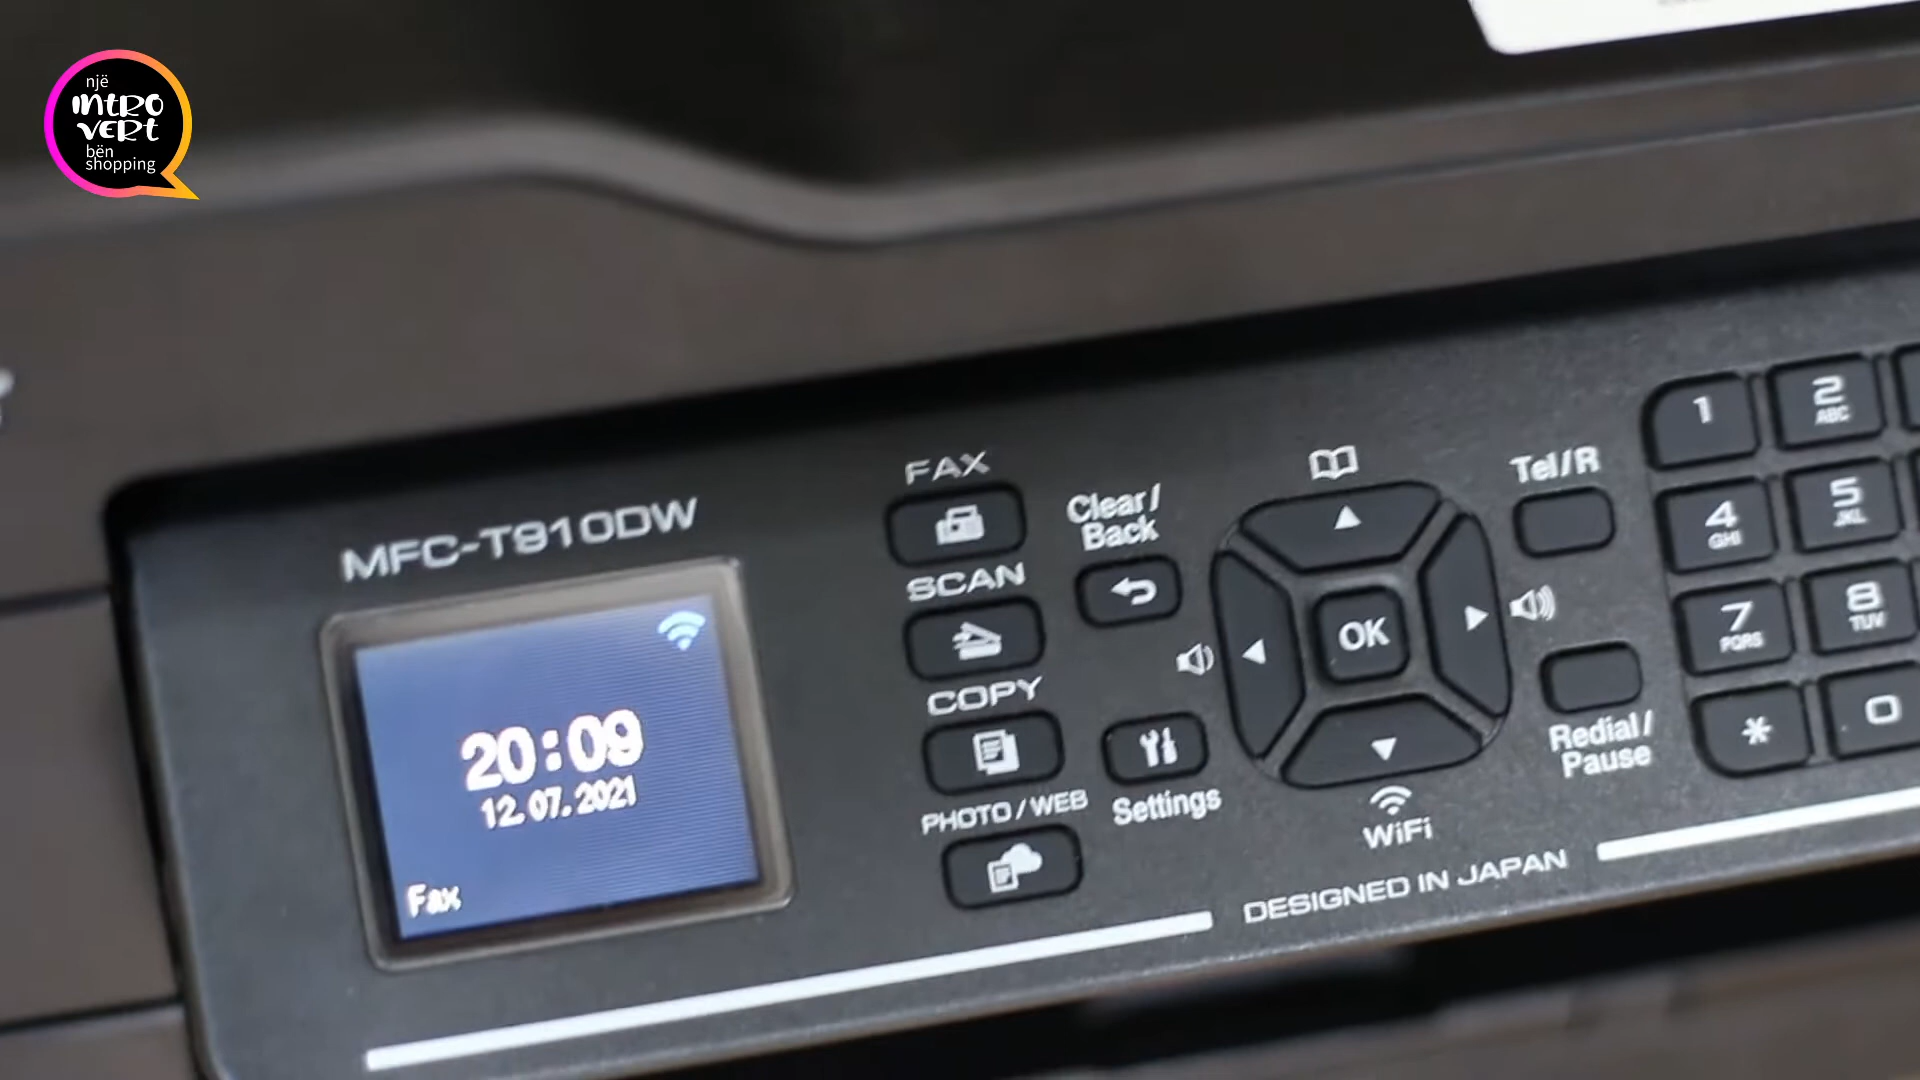 një
INTRO
VERT
bën
shopping
MFC-T910DW
20:09
12.07.2021
Fax
FAX
SCAN
COPY
PHOTO/WEB
Clear/
Back
Settings
OK
WiFi
Tel/R
Redial/
Pause
1
2
ABC
4
GHI
5
JKL
7
PQRS
8
TUV
*
0
DESIGNED IN JAPAN